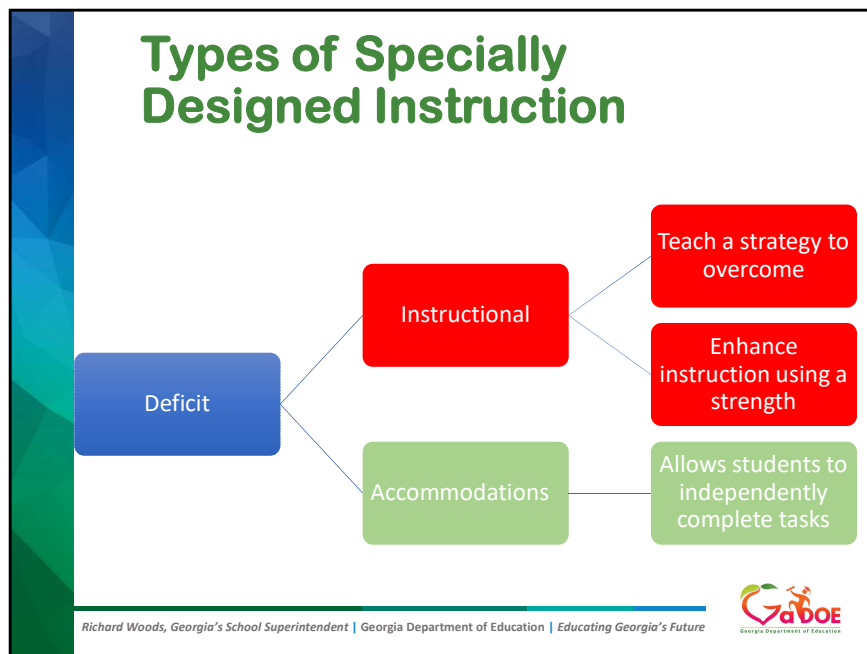 Types of Specially
Designed Instruction
Teach a strategy to
overcome
Instructional
Enhance
instruction using a
strength
Deficit
Accommodations
Allows students to
independently
complete tasks
Richard Woods, Georgia's School Superintendent | Georgia Department of Education | Educating Georgia's Future
GaDOE
Georgia Department of Education